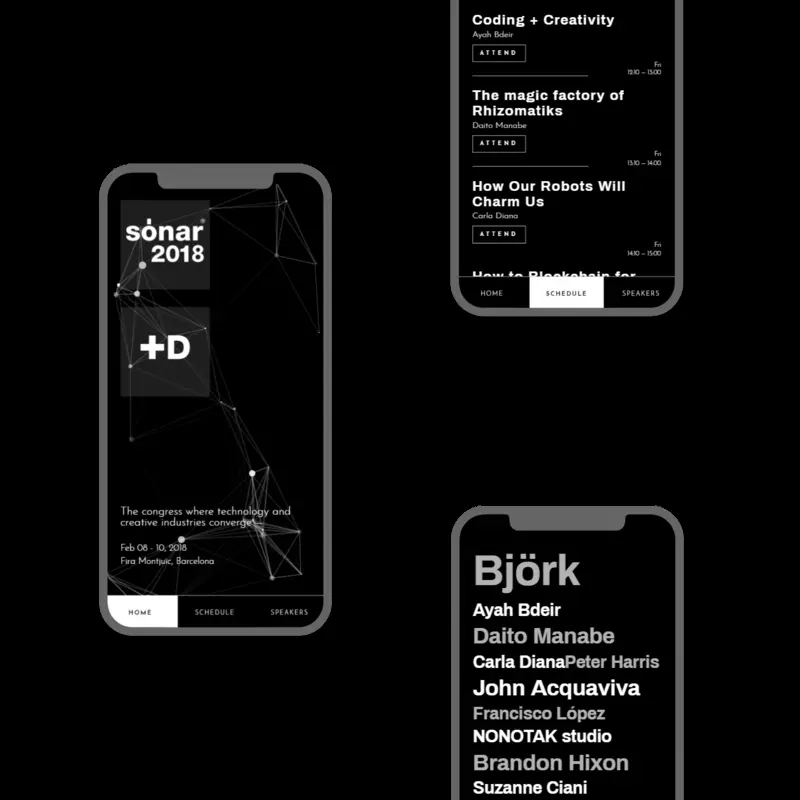 sónar
2018
+D
The congress where technology and
creative industries converge
Feb 08 - 10, 2018
Fira Montjuïc, Barcelona
HOME
SCHEDULE
SPEAKERS
Coding + Creativity
Ayah Bdeir
ATTEND
Fri
12:10 – 13:00
The magic factory of
Rhizomatiks
Daito Manabe
ATTEND
Fri
13:10 – 14:00
How Our Robots Will
Charm Us
Carla Diana
ATTEND
Fri
14:10 – 15:00
How to Blockchain for
HOME
SCHEDULE
SPEAKERS
Björk
Ayah Bdeir
Daito Manabe
Carla DianaPeter Harris
John Acquaviva
Francisco López
NONOTAK studio
Brandon Hixon
Suzanne Ciani